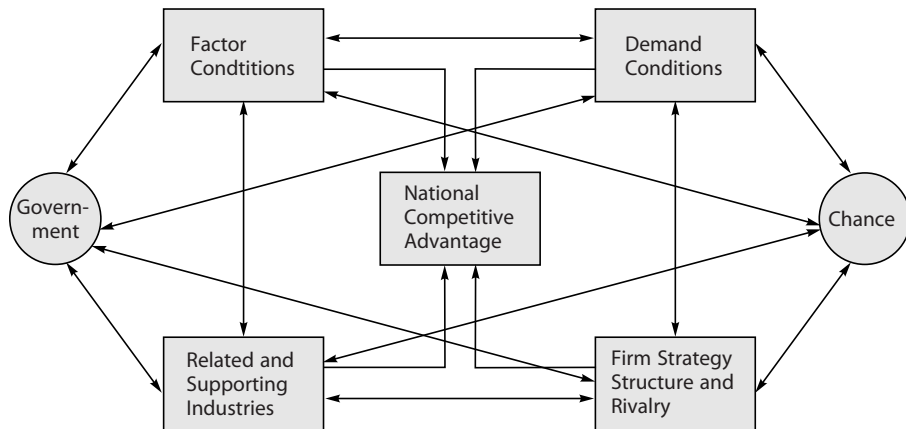 Factor
Condtitions
Demand
Conditions
Govern-
ment
National
Competitive
Advantage
Chance
Related and
Supporting
Industries
Firm Strategy
Structure and
Rivalry